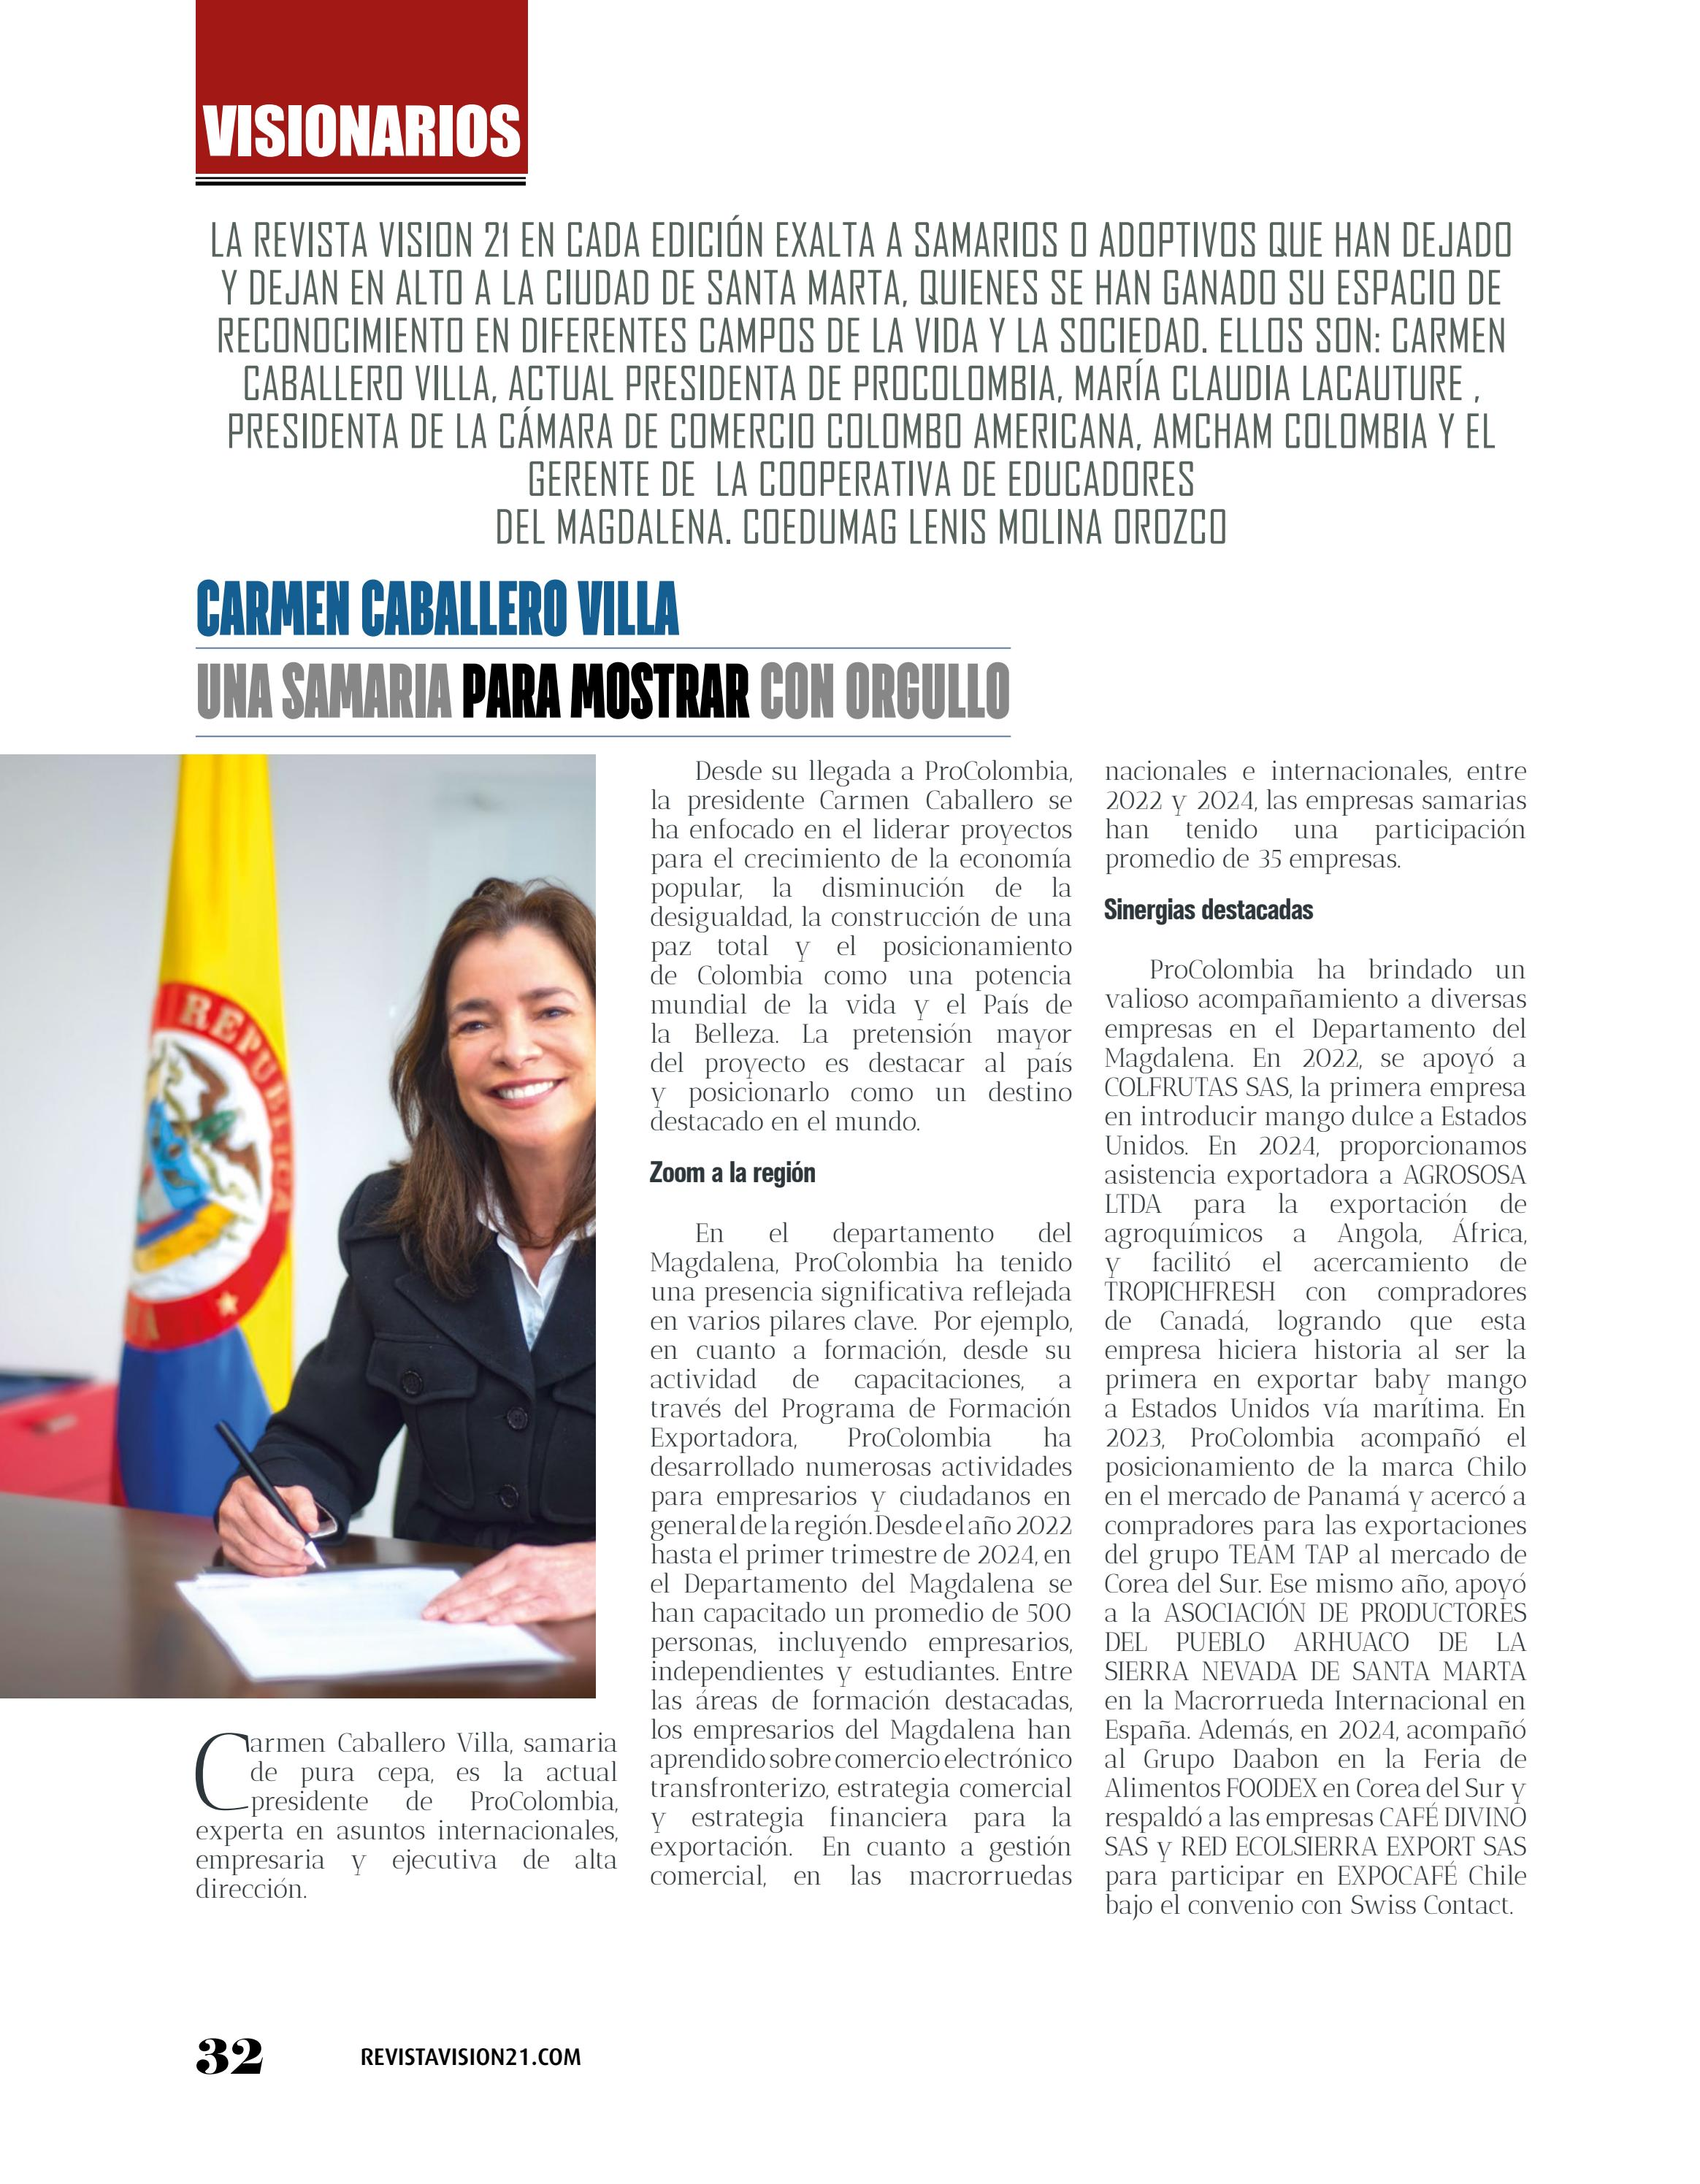 VISIONARIOS
LA REVISTA VISION 21 EN CADA EDICIÓN EXALTA A SAMARIOS O ADOPTIVOS QUE HAN DEJADO
Y DEJAN EN ALTO A LA CIUDAD DE SANTA MARTA, QUIENES SE HAN GANADO SU ESPACIO DE
RECONOCIMIENTO EN DIFERENTES CAMPOS DE LA VIDA Y LA SOCIEDAD. ELLOS SON: CARMEN
CABALLERO VILLA, ACTUAL PRESIDENTA DE PROCOLOMBIA, MARÍA CLAUDIA LACAUTURE ,
PRESIDENTA DE LA CÁMARA DE COMERCIO COLOMBO AMERICANA, AMCHAM COLOMBIA Y EL
GERENTE DE LA COOPERATIVA DE EDUCADORES
DEL MAGDALENA. COEDUMAG LENIS MOLINA OROZCO
CARMEN CABALLERO VILLA
UNA SAMARIA PARA MOSTRAR CON ORGULLO
REPUBLICA
Carmen Caballero Villa, samaria
de pura cepa, es la actual
presidente de ProColombia,
experta en asuntos internacionales,
empresaria y ejecutiva de alta
dirección.
Desde su llegada a ProColombia,
la presidente Carmen Caballero se
ha enfocado en el liderar proyectos
para el crecimiento de la economía
popular, la disminución de la
desigualdad, la construcción de una
paz total y el posicionamiento
de Colombia como una potencia
mundial de la vida y el País de
la Belleza. La pretensión mayor
del proyecto es destacar al país
y posicionarlo como un destino
destacado en el mundo.
Zoom a la región
En el departamento del
Magdalena, ProColombia ha tenido
una presencia significativa reflejada
en varios pilares clave. Por ejemplo,
en cuanto a formación, desde su
actividad de capacitaciones, a
través del Programa de Formación
Exportadora, ProColombia ha
desarrollado numerosas actividades
para empresarios y ciudadanos en
general de la región. Desde el año 2022
hasta el primer trimestre de 2024, en
el Departamento del Magdalena se
han capacitado un promedio de 500
personas, incluyendo empresarios,
independientes y estudiantes. Entre
las áreas de formación destacadas,
los empresarios del Magdalena han
aprendido sobre comercio electrónico
transfronterizo, estrategia comercial
y estrategia financiera para la
exportación. En cuanto a gestión
comercial, en las macrorruedas
nacionales e internacionales, entre
2022 y 2024, las empresas samarias
han tenido una participación
promedio de 35 empresas.
Sinergias destacadas
ProColombia ha brindado un
valioso acompañamiento a diversas
empresas en el Departamento del
Magdalena. En 2022, se apoyó a
COLFRUTAS SAS, la primera empresa
en introducir mango dulce a Estados
Unidos. En 2024, proporcionamos
asistencia exportadora a AGROSOSA
LTDA para la exportación de
agroquímicos a Angola, África,
y facilitó el acercamiento de
TROPICHFRESH con compradores
de Canadá, logrando que esta
empresa hiciera historia al ser la
primera en exportar baby mango
a Estados Unidos vía marítima. En
2023, ProColombia acompañó el
posicionamiento de la marca Chilo
en el mercado de Panamá y acercó a
compradores para las exportaciones
del grupo TEAM TAP al mercado de
Corea del Sur. Ese mismo año, apoyó
a la ASOCIACIÓN DE PRODUCTORES
DEL PUEBLO ARHUACO DE LA
SIERRA NEVADA DE SANTA MARTA
en la Macrorrueda Internacional en
España. Además, en 2024, acompañó
al Grupo Daabon en la Feria de
Alimentos FOODEX en Corea del Sur y
respaldó a las empresas CAFÉ DIVINO
SAS y RED ECOLSIERRA EXPORT SAS
para participar en EXPOCAFÉ Chile
bajo el convenio con Swiss Contact.
32
REVISTAVISION21.COM